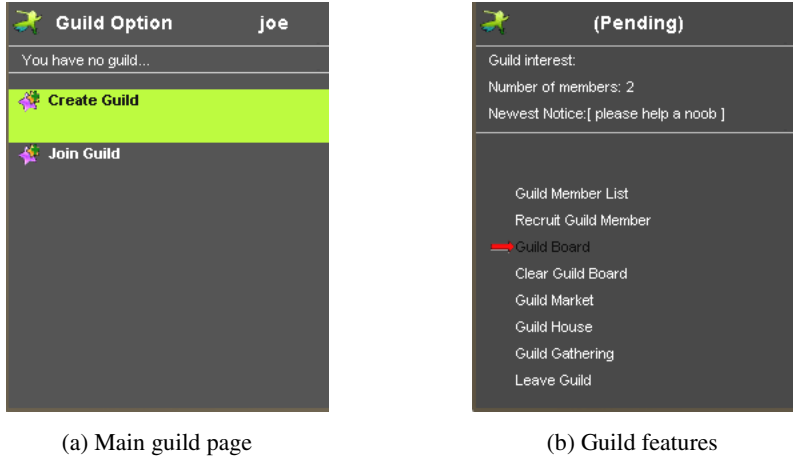 Guild Option joe
You have no guild...
Create Guild
Join Guild
(a) Main guild page
(Pending)
Guild interest:
Number of members: 2
Newest Notice:[ please help a noob ]
Guild Member List
Recruit Guild Member
Guild Board
Clear Guild Board
Guild Market
Guild House
Guild Gathering
Leave Guild
(b) Guild features